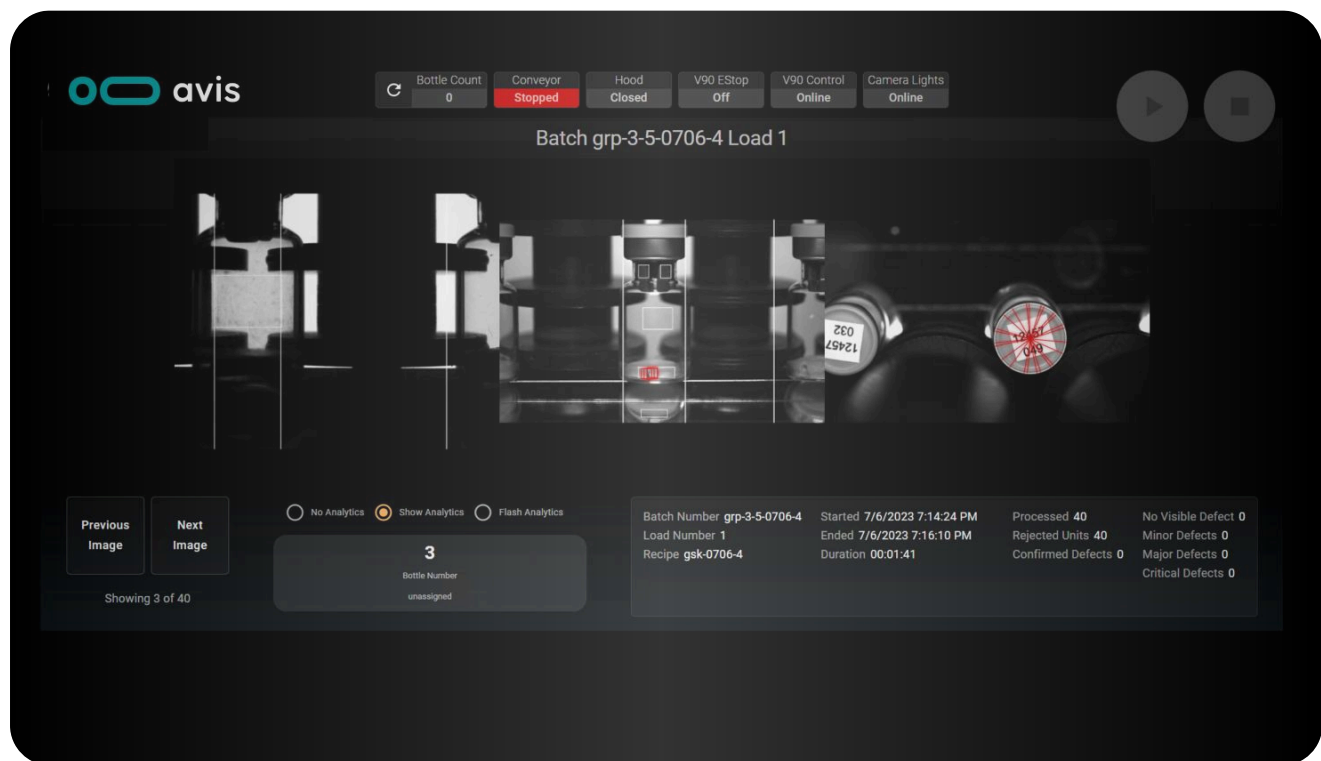 avis
Bottle Count
0
Conveyor
Stopped
Hood
Closed
V90 EStop
Off
V90 Control
Online
Camera Lights
Online
Batch grp-3-5-0706-4 Load 1
12457
032
12457
049
Previous
Image
Next
Image
Showing 3 of 40
No Analytics
Show Analytics
Flash Analytics
3
Bottle Number
unassigned
Batch Number grp-3-5-0706-4
Load Number 1
Recipe gsk-0706-4
Started 7/6/2023 7:14:24 PM
Ended 7/6/2023 7:16:10 PM
Duration 00:01:41
Processed 40
Rejected Units 40
Confirmed Defects 0
No Visible Defect 0
Minor Defects 0
Major Defects 0
Critical Defects 0